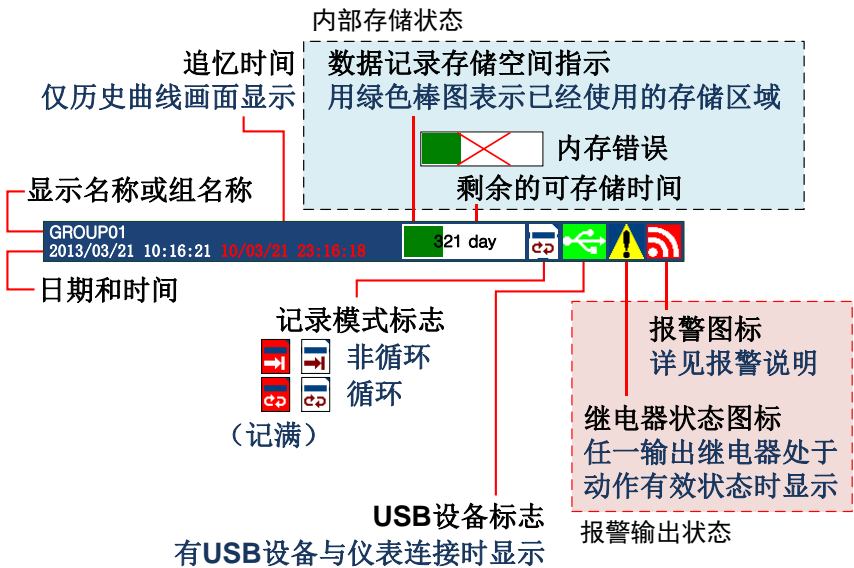 内部存储状态
追忆时间
仅历史曲线画面显示
数据记录存储空间指示
用绿色棒图表示已经使用的存储区域
内存错误
剩余的可存储时间
显示名称或组名称
GROUP01
2013/03/21 10:16:21 10/03/21 23:16:18
321 day
日期和时间
记录模式标志
非循环
循环
（记满）
报警图标
详见报警说明
继电器状态图标
任一输出继电器处于
动作有效状态时显示
报警输出状态
USB设备标志
有USB设备与仪表连接时显示